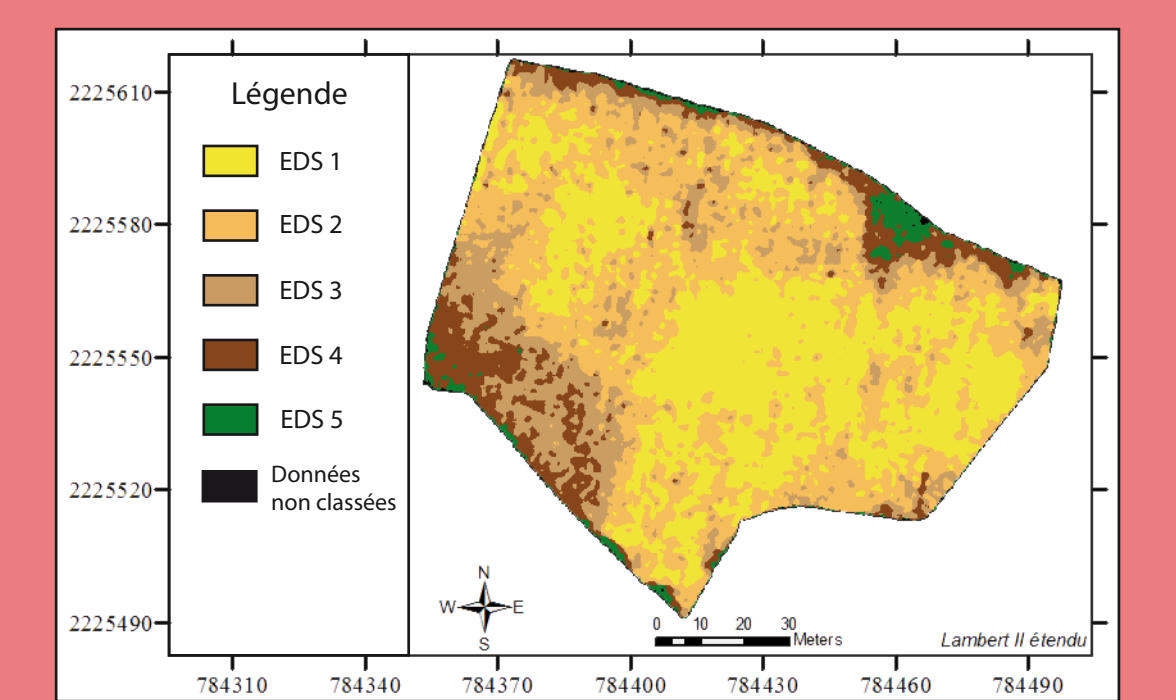 Légende
EDS 1
EDS 2
EDS 3
EDS 4
EDS 5
Données
non classées
2225610
2225580
2225550
2225520
2225490
N
W E
S
0 10 20 30
Meters
Lambert II étendu
784310 784340 784370 784400 784430 784460 784490